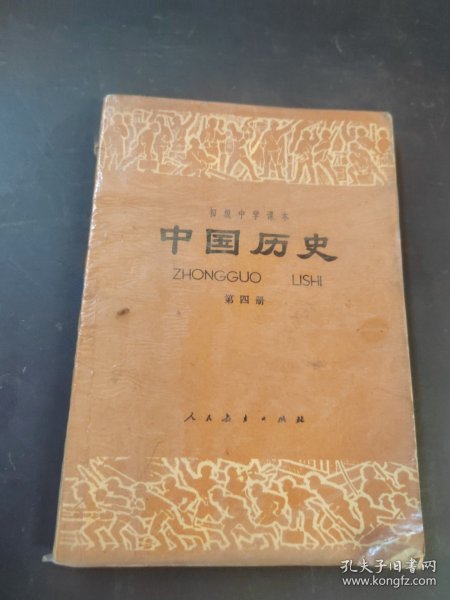 初级中学课本
中国历史
ZHONGGUO LISHI
第四册
人民教育出版社
孔夫子旧书网
www.kongfz.com